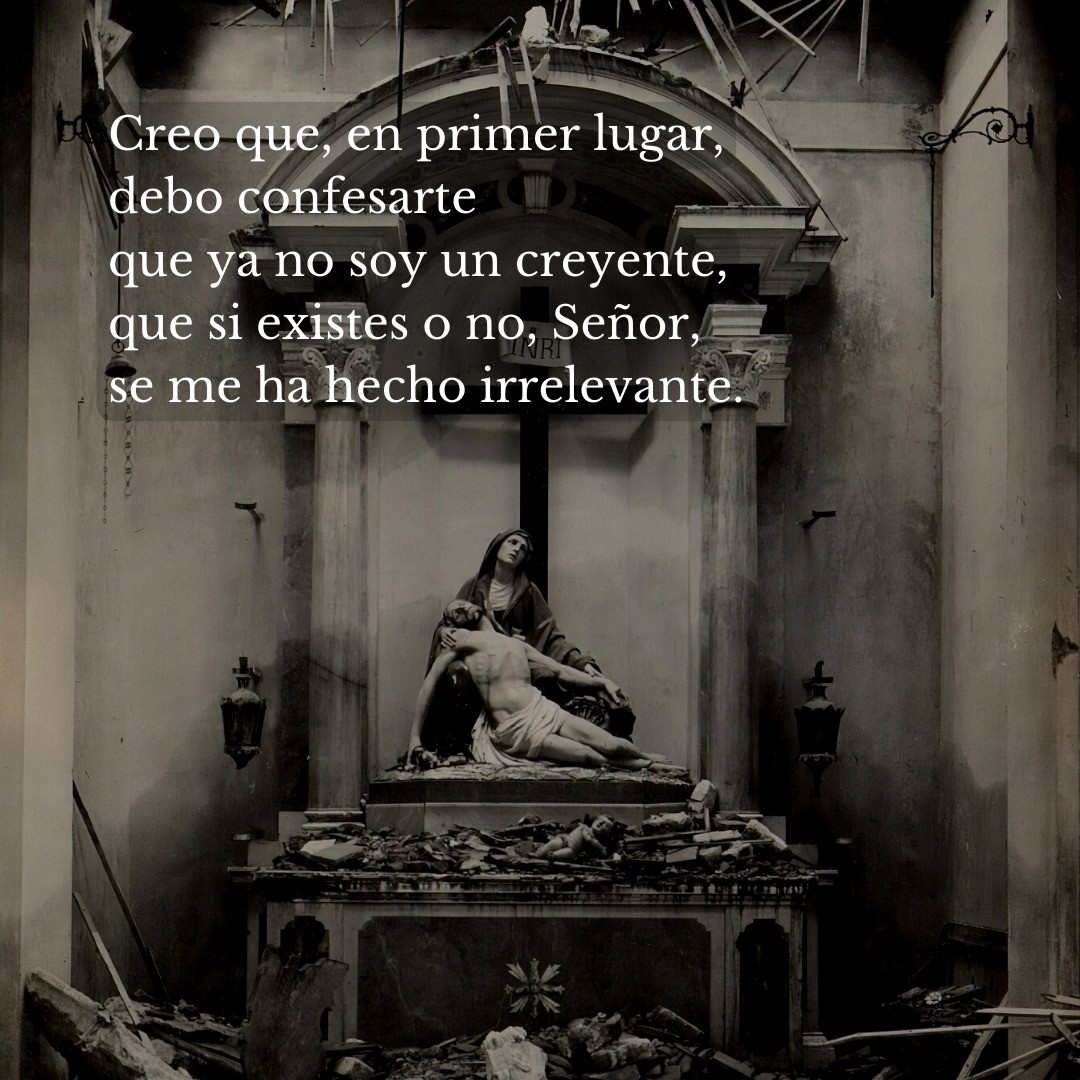 Creo que, en primer lugar,
debo confesarte
que ya no soy un creyente,
que si existes o no, Señor,
se me ha hecho irrelevante.
INRI